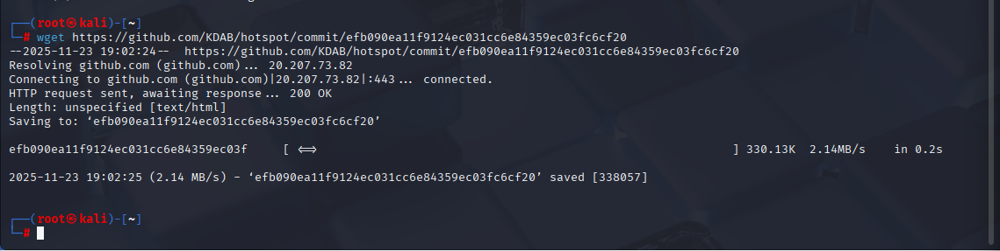 ┌──(root㉿kali)-[~]
└─# wget https://github.com/KDAB/hotspot/commit/efb090ea11f9124ec031cc6e84359ec03fc6cf20
--2025-11-23 19:02:24--  https://github.com/KDAB/hotspot/commit/efb090ea11f9124ec031cc6e84359ec03fc6cf20
Resolving github.com (github.com)... 20.207.73.82
Connecting to github.com (github.com)|20.207.73.82|:443... connected.
HTTP request sent, awaiting response... 200 OK
Length: unspecified [text/html]
Saving to: ‘efb090ea11f9124ec031cc6e84359ec03fc6cf20’
efb090ea11f9124ec031cc6e84359ec03f     [ <=> ] 330.13K  2.14MB/s    in 0.2s
2025-11-23 19:02:25 (2.14 MB/s) - ‘efb090ea11f9124ec031cc6e84359ec03fc6cf20’ saved [338057]
┌──(root㉿kali)-[~]
└─#